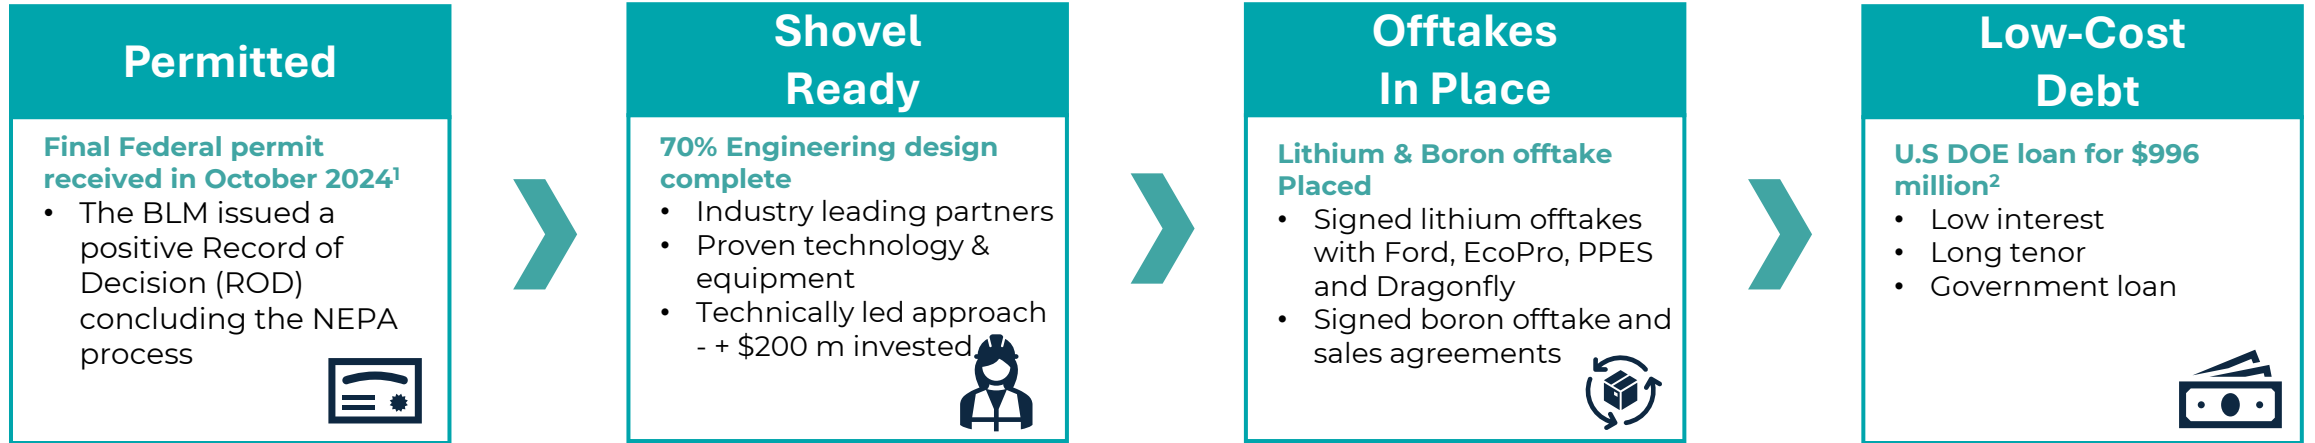 Permitted
Final Federal permit
received in October 2024¹
• The BLM issued a
positive Record of
Decision (ROD)
concluding the NEPA
process
Shovel
Ready
70% Engineering design
complete
• Industry leading partners
• Proven technology &
equipment
• Technically led approach
- + $200 m invested
Offtakes
In Place
Lithium & Boron offtake
Placed
• Signed lithium offtakes
with Ford, EcoPro, PPES
and Dragonfly
• Signed boron offtake and
sales agreements
Low-Cost
Debt
U.S DOE loan for $996
million²
• Low interest
• Long tenor
• Government loan